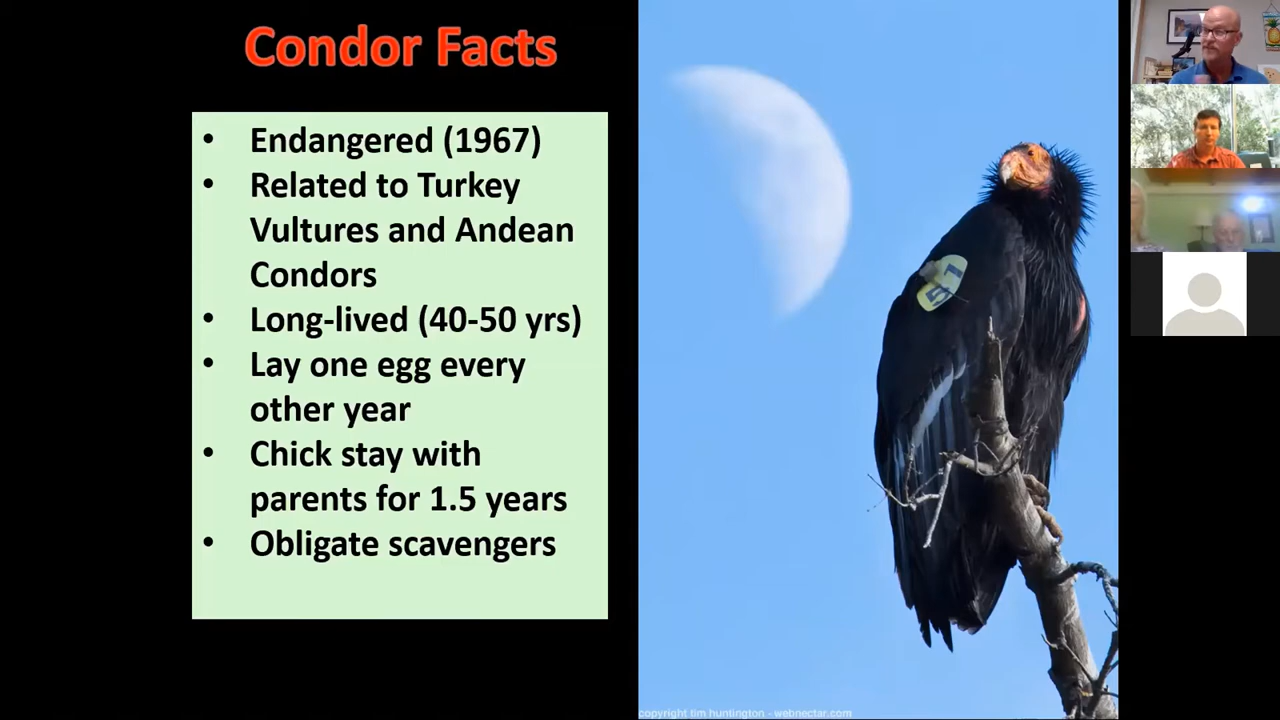 Condor Facts
• Endangered (1967)
• Related to Turkey
Vultures and Andean
Condors
• Long-lived (40-50 yrs)
• Lay one egg every
other year
• Chick stay with
parents for 1.5 years
• Obligate scavengers
51
copyright tim huntington - webnectar.com